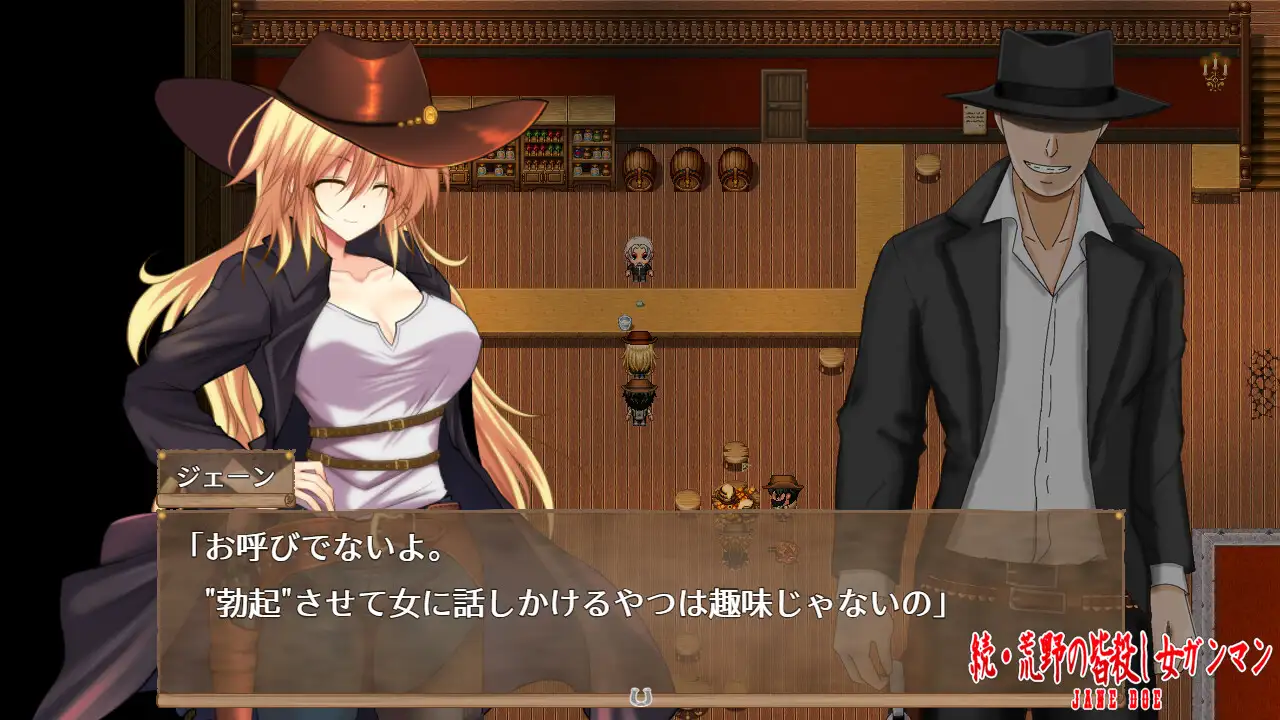 ジェーン
「お呼びでないよ。
"勃起"させて女に話しかけるやつは趣味じゃないの」
続・荒野の皆殺し女ガンマン
JANE DOE